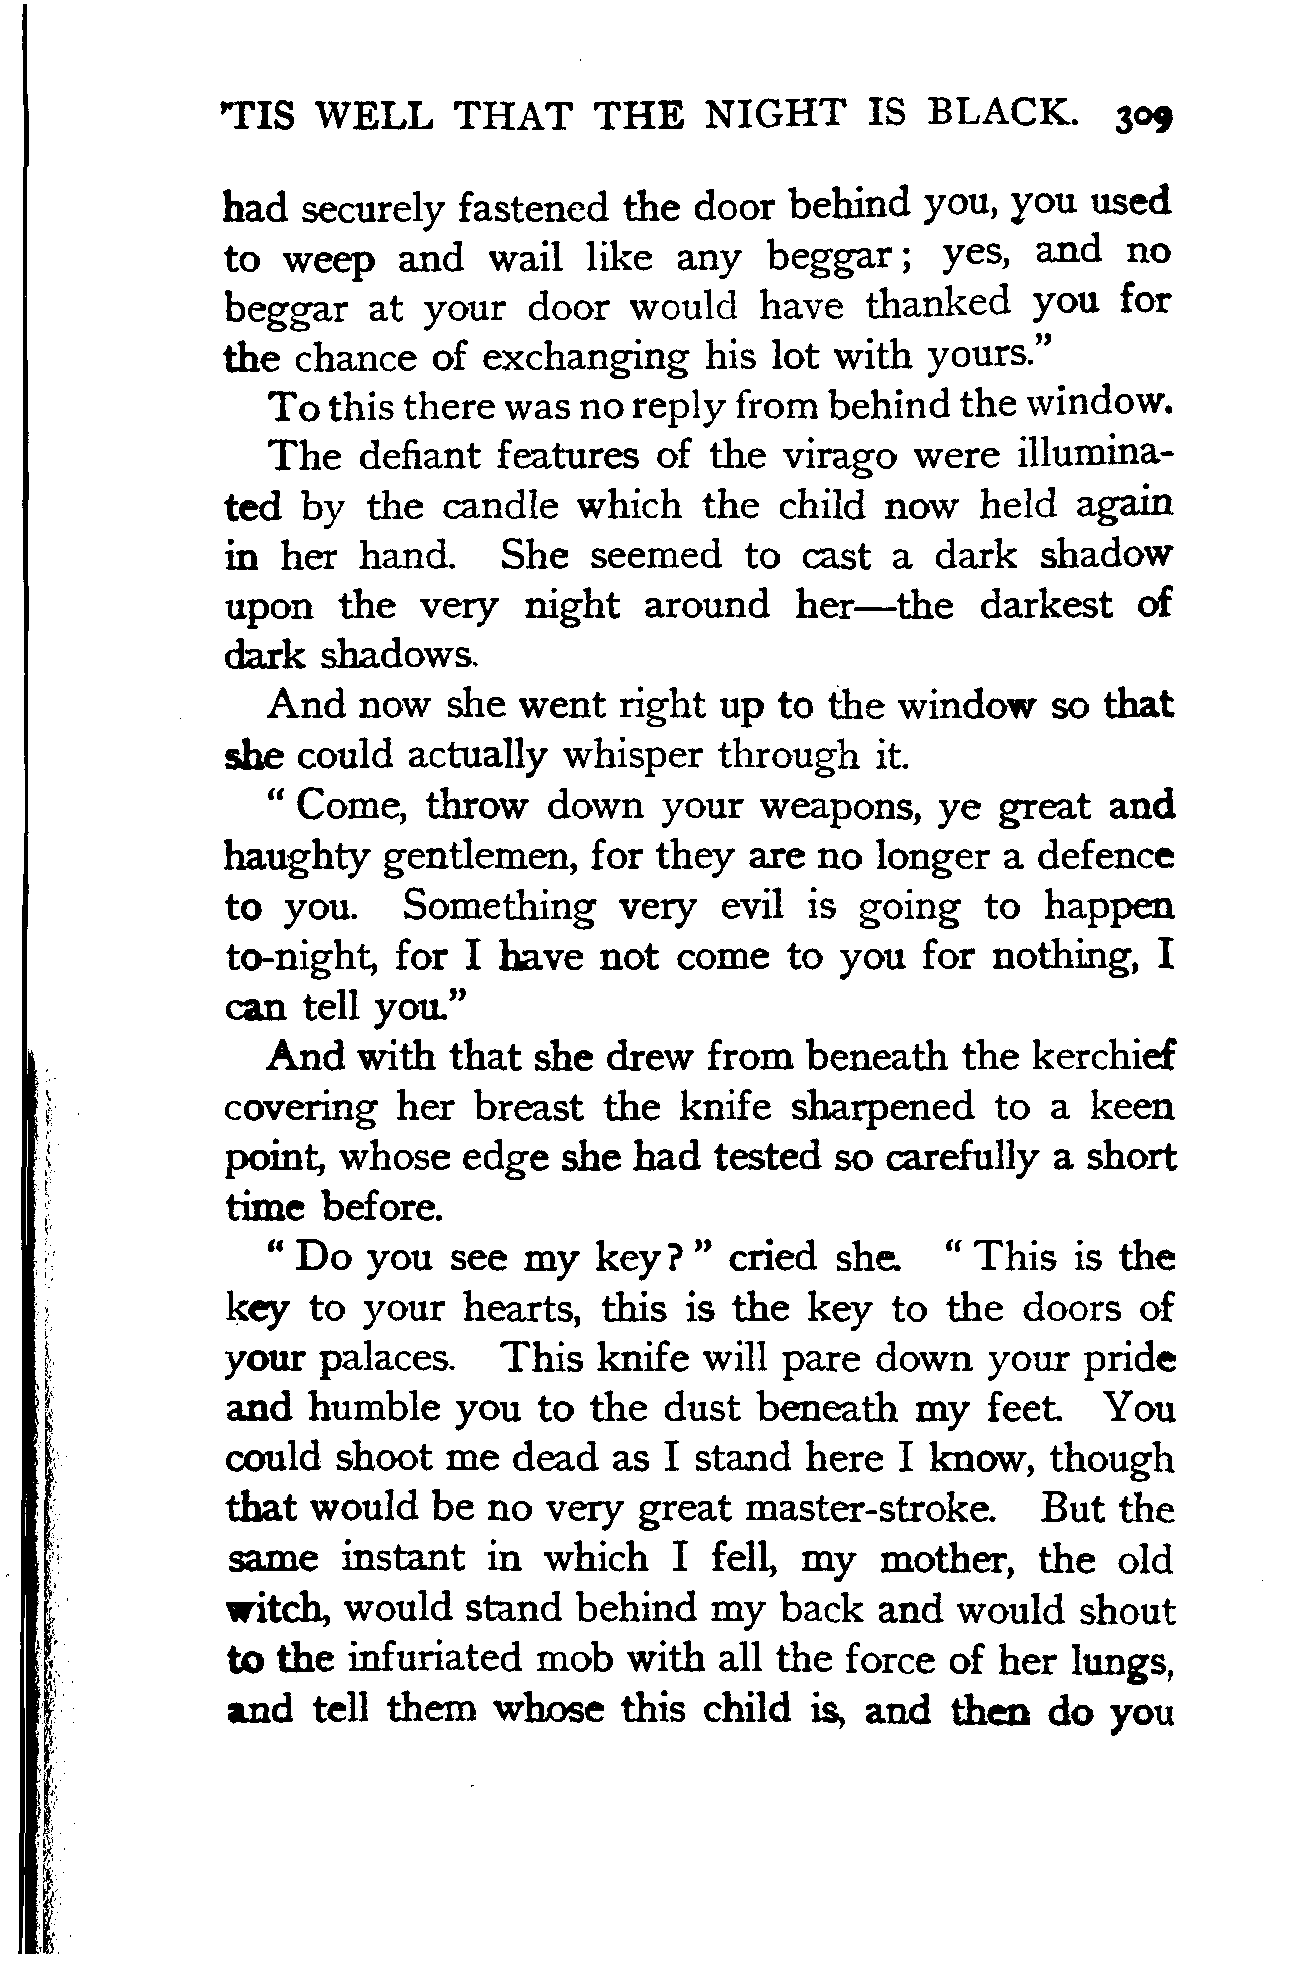 'TIS WELL THAT THE NIGHT IS BLACK. 309
had securely fastened the door behind you, you used
to weep and wail like any beggar; yes, and no
beggar at your door would have thanked you for
the chance of exchanging his lot with yours.”
To this there was no reply from behind the window.
The defiant features of the virago were illumina-
ted by the candle which the child now held again
in her hand. She seemed to cast a dark shadow
upon the very night around her—the darkest of
dark shadows.
And now she went right up to the window so that
she could actually whisper through it.
“ Come, throw down your weapons, ye great and
haughty gentlemen, for they are no longer a defence
to you. Something very evil is going to happen
to-night, for I have not come to you for nothing, I
can tell you.”
And with that she drew from beneath the kerchief
covering her breast the knife sharpened to a keen
point, whose edge she had tested so carefully a short
time before.
“ Do you see my key? ” cried she. “ This is the
key to your hearts, this is the key to the doors of
your palaces. This knife will pare down your pride
and humble you to the dust beneath my feet. You
could shoot me dead as I stand here I know, though
that would be no very great master-stroke. But the
same instant in which I fell, my mother, the old
witch, would stand behind my back and would shout
to the infuriated mob with all the force of her lungs,
and tell them whose this child is, and then do you